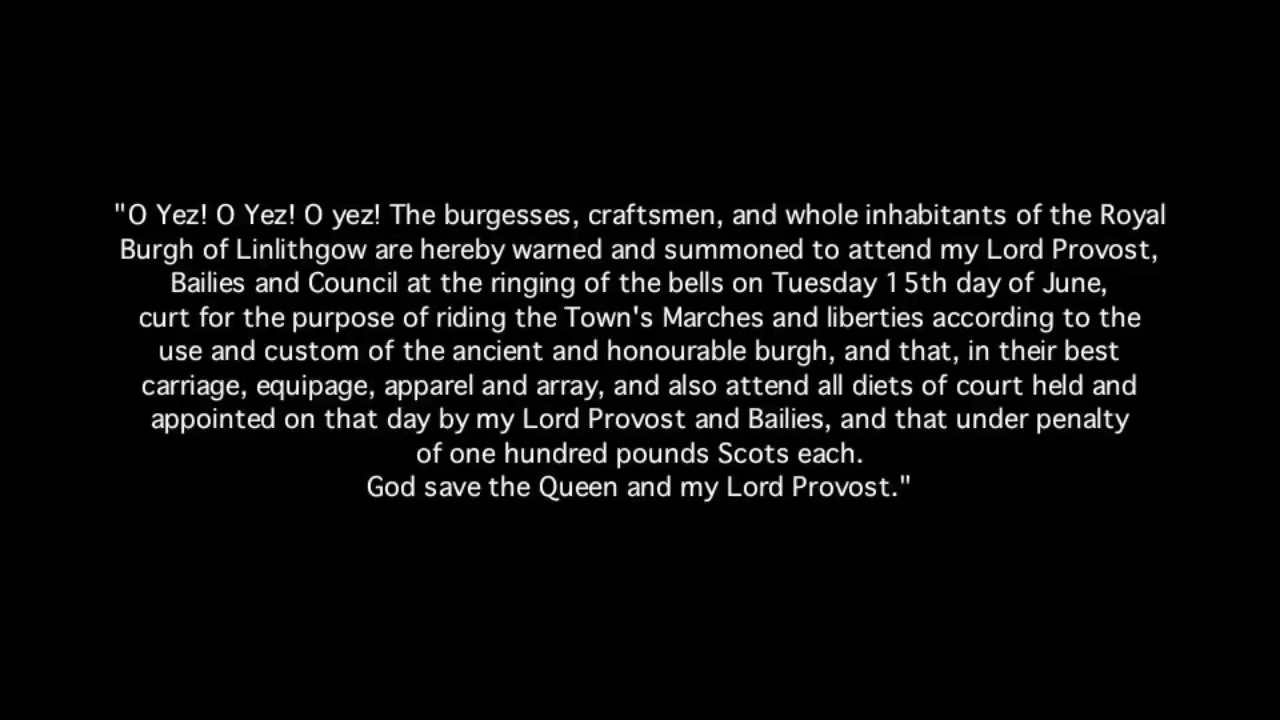 "O Yez! O Yez! O yez! The burgesses, craftsmen, and whole inhabitants of the Royal
Burgh of Linlithgow are hereby warned and summoned to attend my Lord Provost,
Bailies and Council at the ringing of the bells on Tuesday 15th day of June,
curt for the purpose of riding the Town's Marches and liberties according to the
use and custom of the ancient and honourable burgh, and that, in their best
carriage, equipage, apparel and array, and also attend all diets of court held and
appointed on that day by my Lord Provost and Bailies, and that under penalty
of one hundred pounds Scots each.
God save the Queen and my Lord Provost."